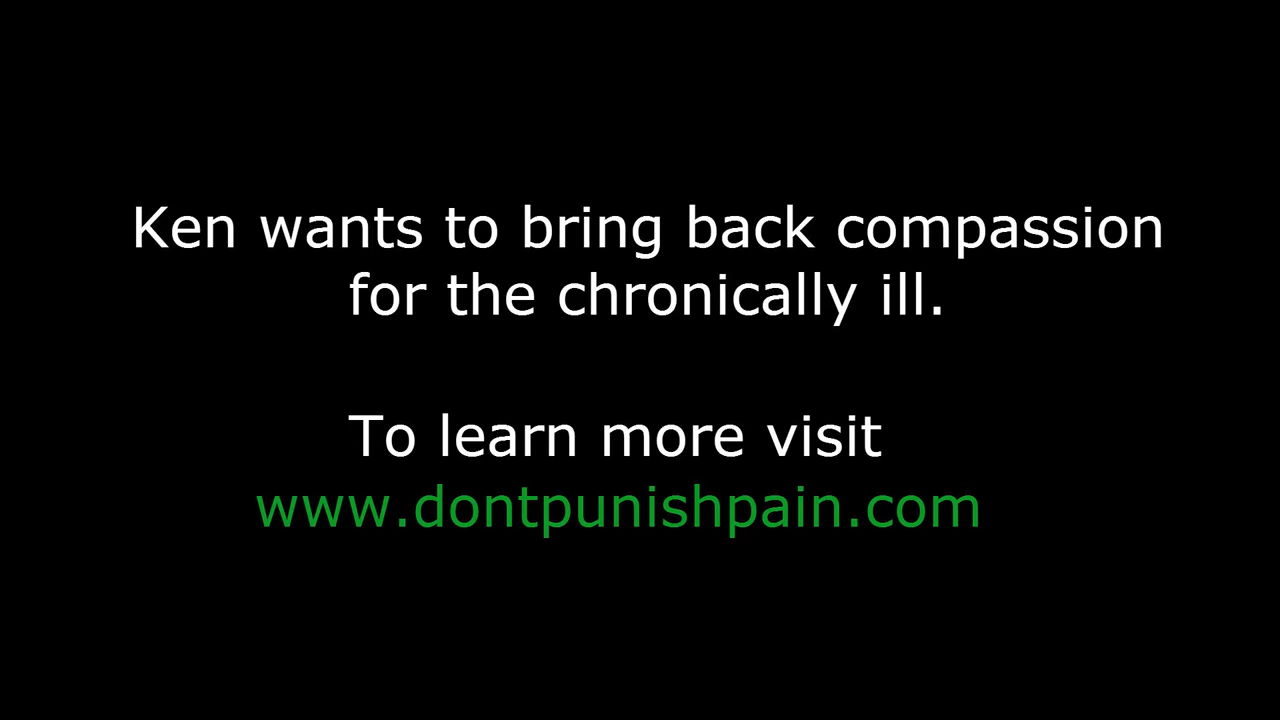 Ken wants to bring back compassion
for the chronically ill.
To learn more visit
www.dontpunishpain.com